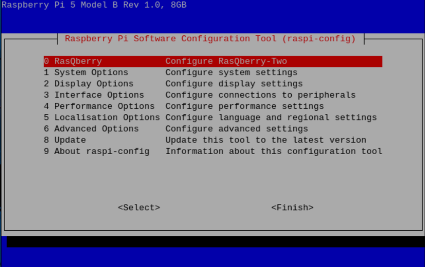 Raspberry Pi 5 Model B Rev 1.0, 8GB
Raspberry Pi Software Configuration Tool (raspi-config)
0 RasQberry Configure RasQberry-Two
1 System Options Configure system settings
2 Display Options Configure display settings
3 Interface Options Configure connections to peripherals
4 Performance Options Configure performance settings
5 Localisation Options Configure language and regional settings
6 Advanced Options Configure advanced settings
8 Update Update this tool to the latest version
9 About raspi-config Information about this configuration tool
<Select> <Finish>